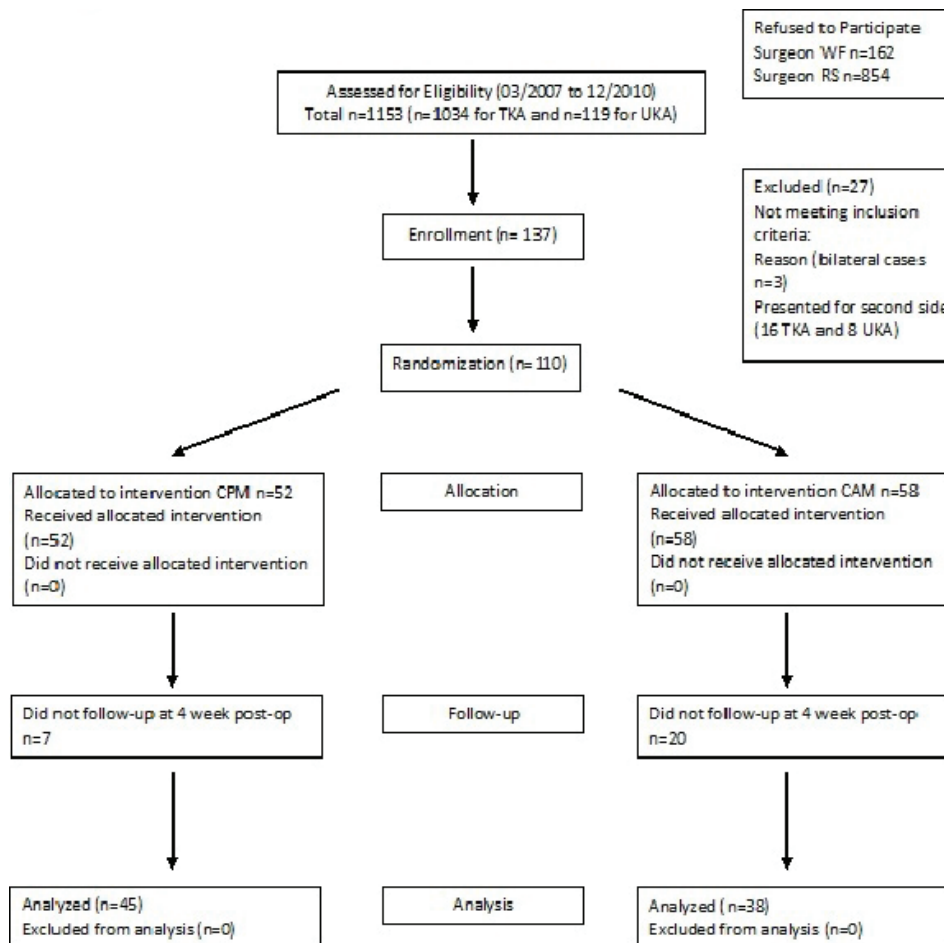 Refused to Participate
Surgeon WF n=162
Surgeon RS n=854
Assessed for Eligibility (03/2007 to 12/2010)
Total n=1153 (n=1034 for TKA and n=119 for UKA)
Excluded (n=27)
Not meeting inclusion
criteria:
Reason (bilateral cases
n=3)
Presented for second side
(16 TKA and 8 UKA)
Enrollment (n= 137)
Randomization (n= 110)
Allocated to intervention CPM n=52
Received allocated intervention
(n=52)
Did not receive allocated intervention
(n=0)
Allocation
Allocated to intervention CAM n=58
Received allocated intervention
(n=58)
Did not receive allocated intervention
(n=0)
Did not follow-up at 4 week post-op
n=7
Follow-up
Did not follow-up at 4 week post-op
n=20
Analyzed (n=45)
Excluded from analysis (n=0)
Analysis
Analyzed ( n=38)
Excluded from analysis (n=0)